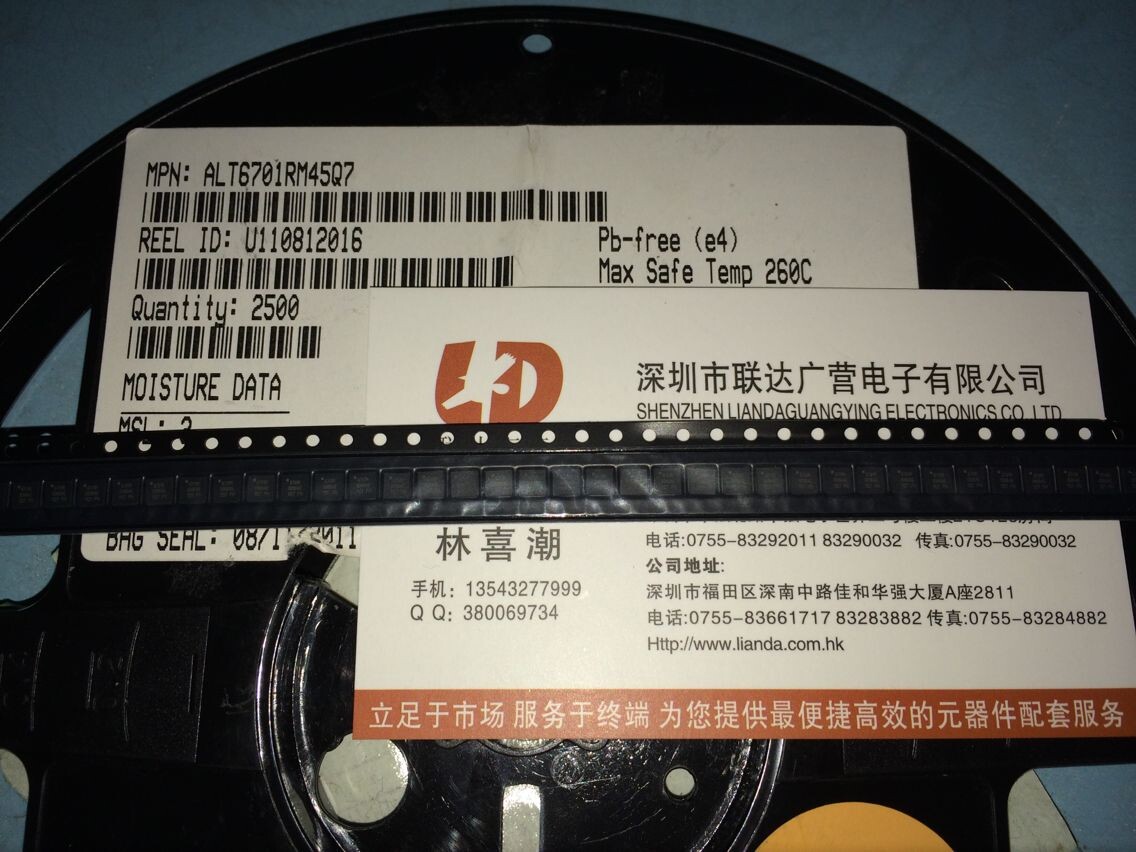 MPN: ALT6701RM45Q7
REEL ID: U110812016
Pb-free (e4)
Max Safe Temp 260C
Quantity: 2500
MOISTURE DATA
MSL:
BAG SEAL: 2011
LD
深圳市联达广营电子有限公司
SHENZHEN LIANDAGUANGYING ELECTRONICS CO.,LTD
林喜潮
手机：13543277999
Q Q：380069734
电话:0755-83292011 83290032 传真:0755-83290032
公司地址:
深圳市福田区深南中路佳和华强大厦A座2811
电话:0755-83661717 83283882 传真:0755-83284882
Http://www.lianda.com.hk
立足于市场 服务于终端 为您提供最便捷高效的元器件配套服务